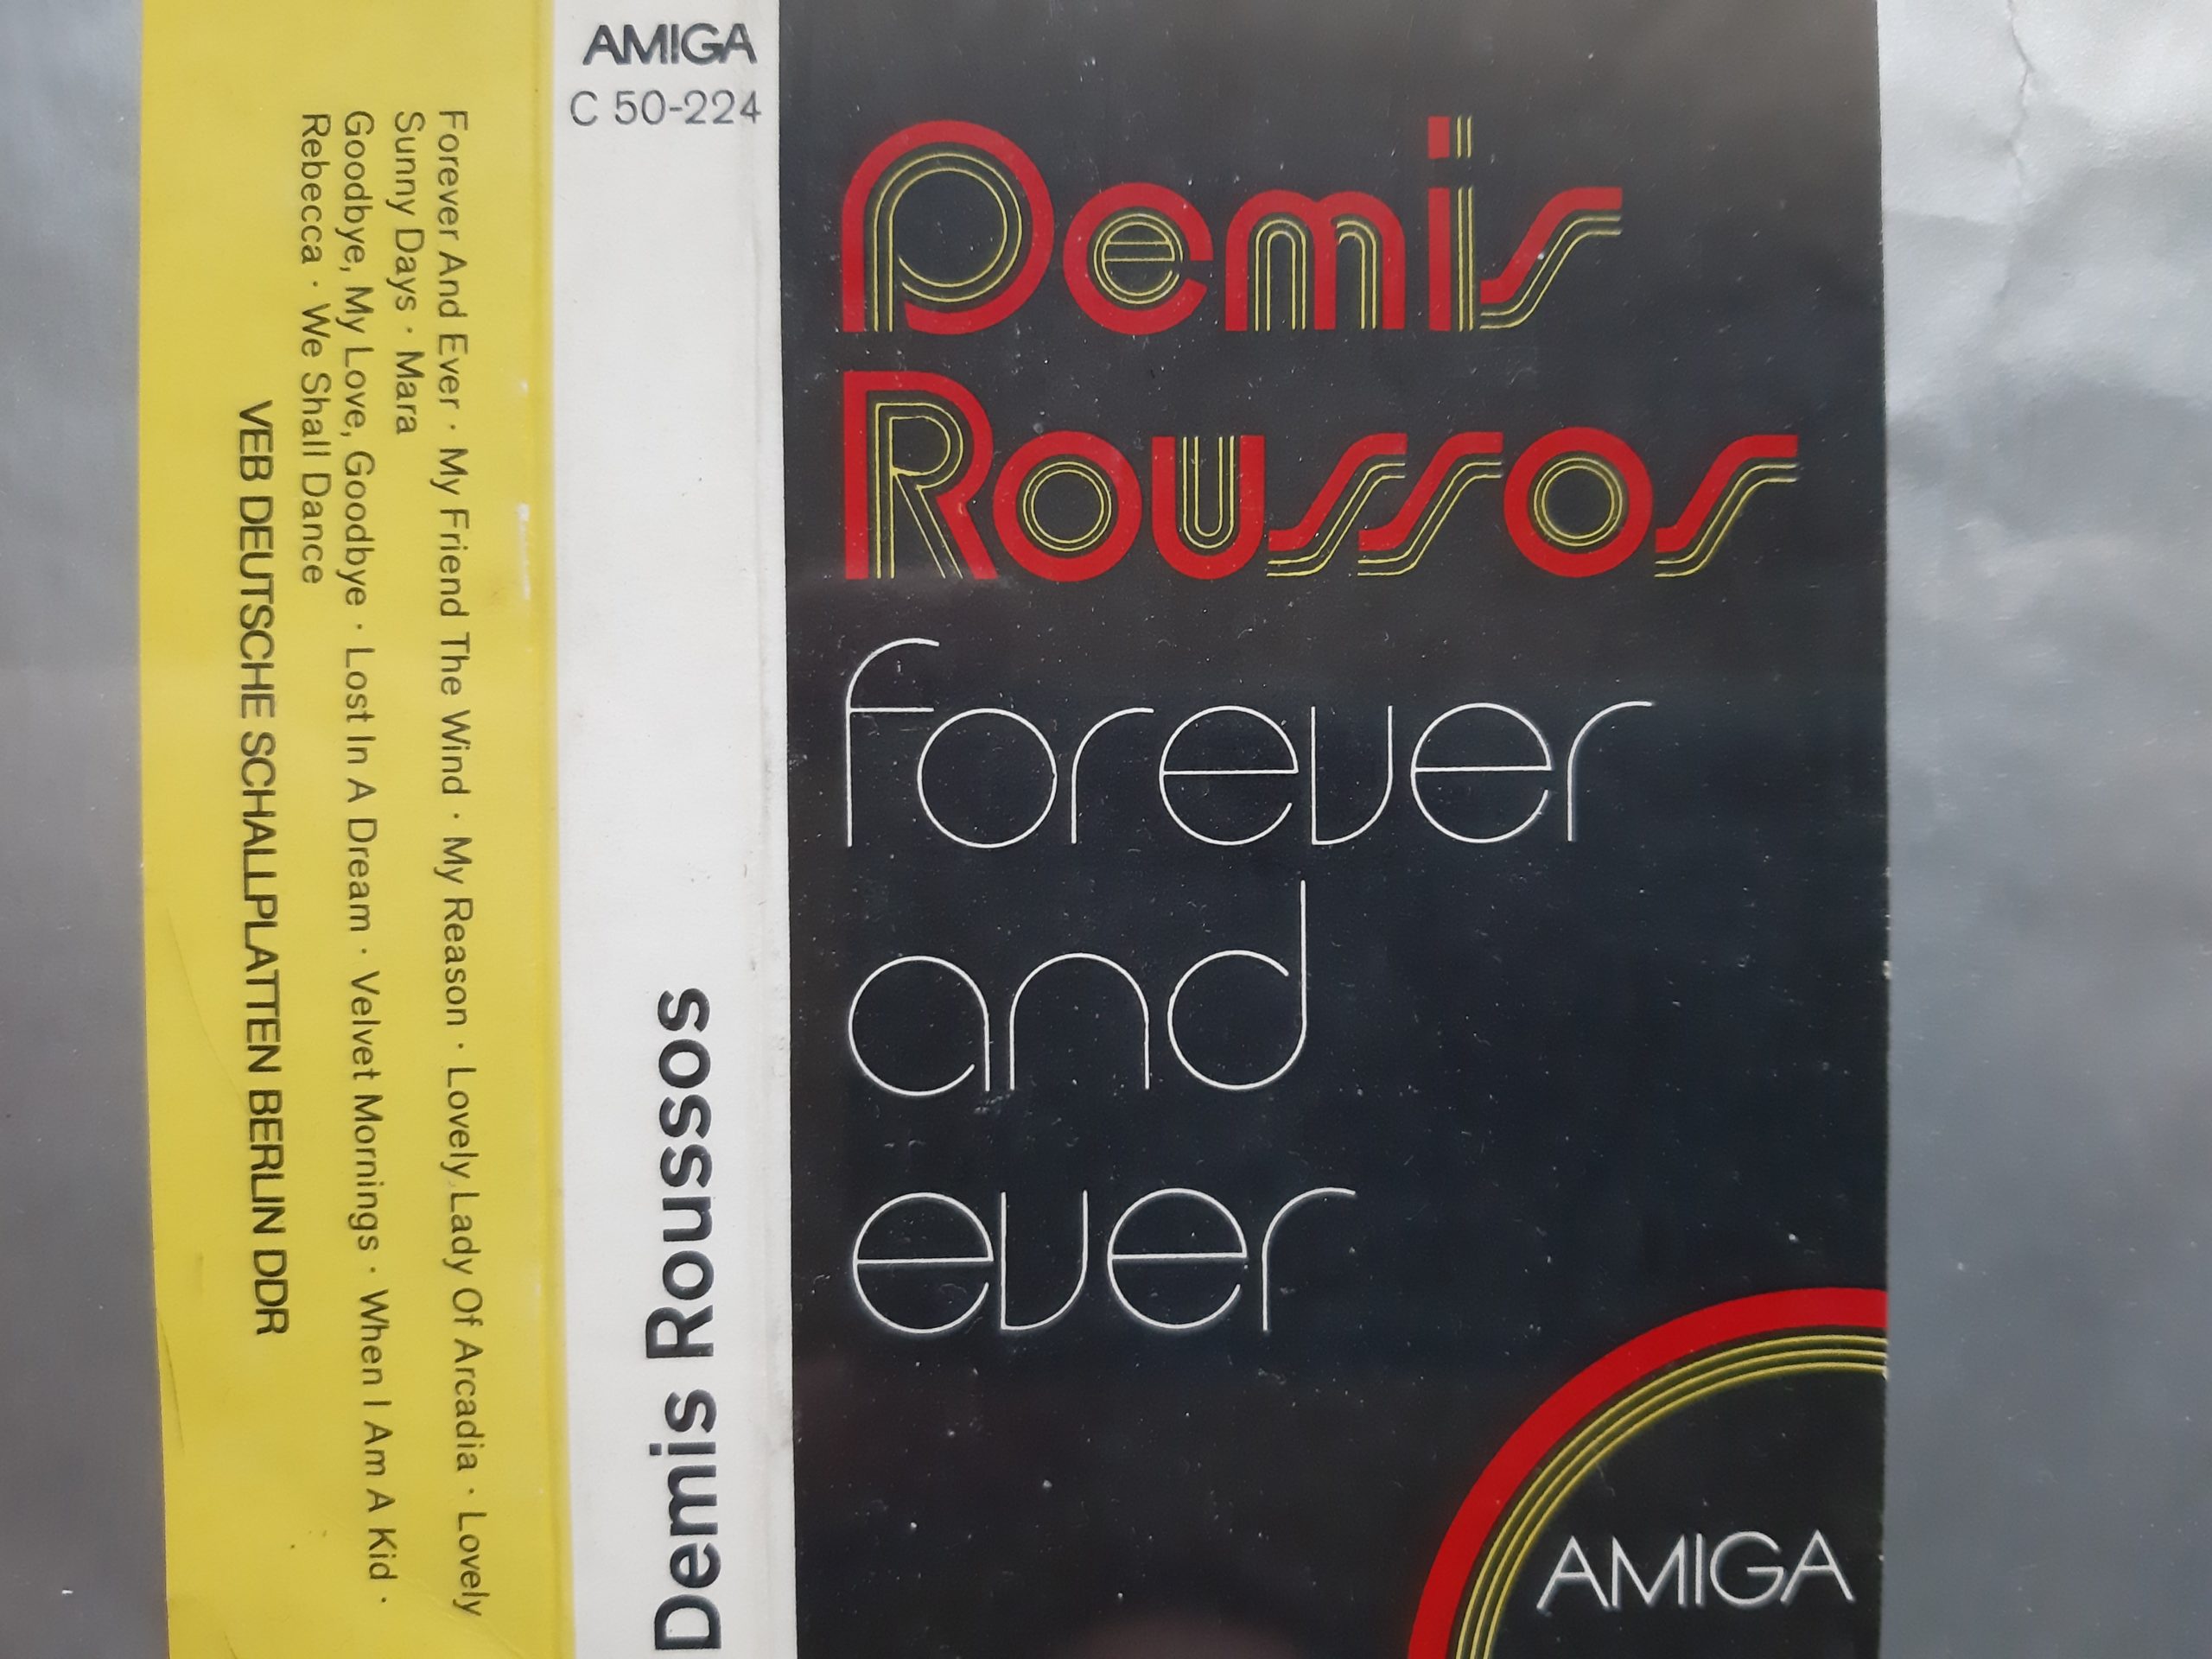 Forever And Ever · My Friend The Wind · My Reason · Lovely Lady Of Arcadia · Lovely
Sunny Days · Mara
Goodbye, My Love, Goodbye · Lost In A Dream · Velvet Mornings · When I Am A Kid ·
Rebecca · We Shall Dance
VEB DEUTSCHE SCHALLPLATTEN BERLIN DDR
AMIGA
C 50-224
Demis Roussos
Demis
Roussos
forever
and
ever
AMIGA